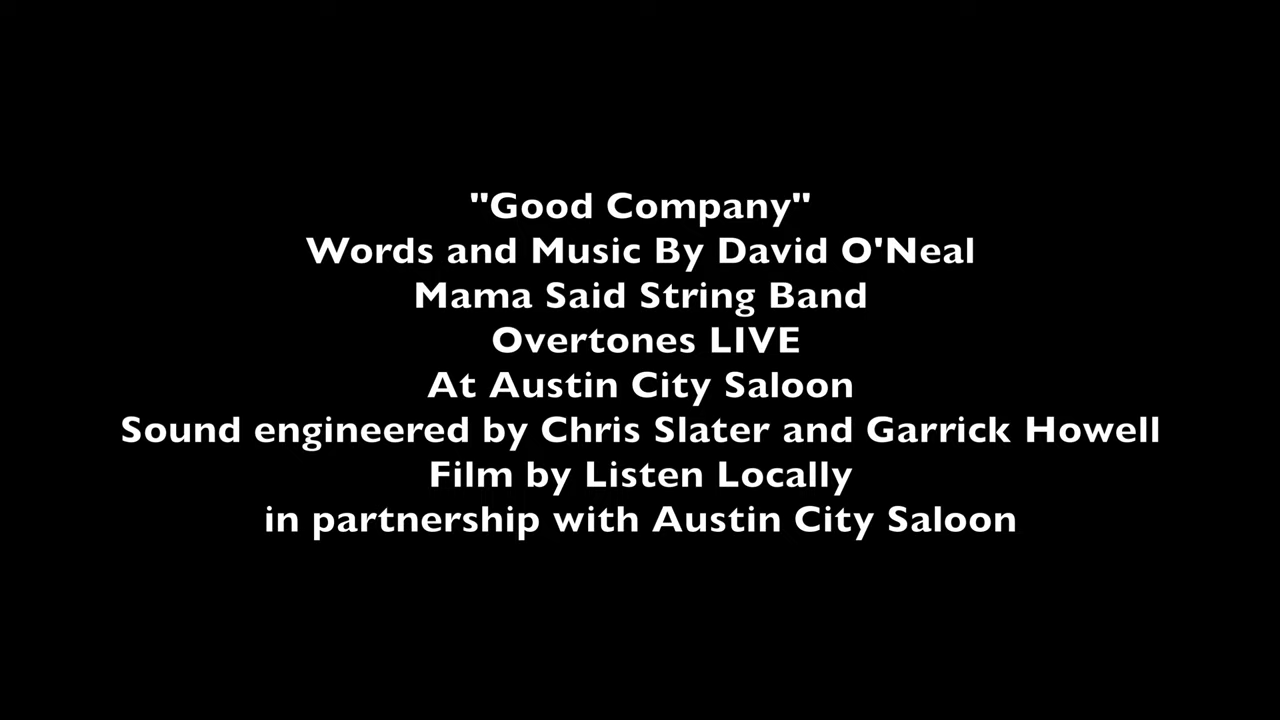 "Good Company"
Words and Music By David O'Neal
Mama Said String Band
Overtones LIVE
At Austin City Saloon
Sound engineered by Chris Slater and Garrick Howell
Film by Listen Locally
in partnership with Austin City Saloon